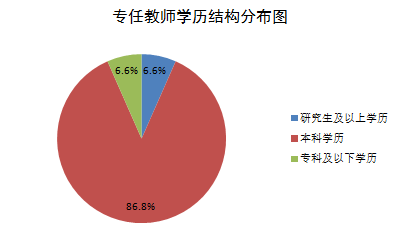 专任教师学历结构分布图
6.6%
6.6%
86.8%
研究生及以上学历
本科学历
专科及以下学历